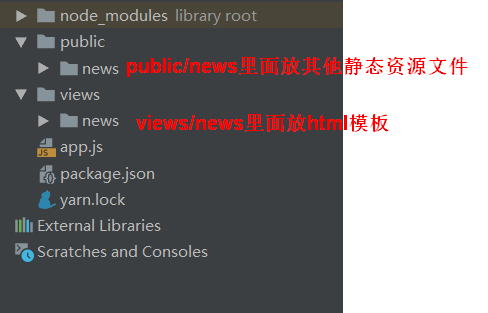 node_modules library root
public
news public/news里面放其他静态资源文件
views
news views/news里面放html模板
app.js
package.json
yarn.lock
External Libraries
Scratches and Consoles